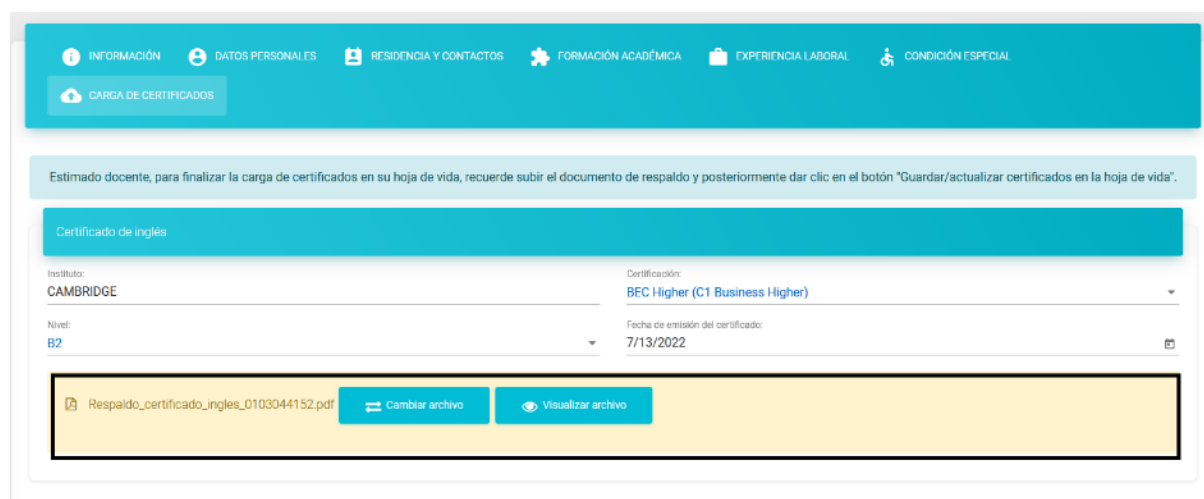 INFORMACIÓN DATOS PERSONALES RESIDENCIA Y CONTACTOS FORMACIÓN ACADÉMICA EXPERIENCIA LABORAL CONDICIÓN ESPECIAL
CARGA DE CERTIFICADOS
Estimado docente, para finalizar la carga de certificados en su hoja de vida, recuerde subir el documento de respaldo y posteriormente dar clic en el botón "Guardar/actualizar certificados en la hoja de vida".
Certificado de inglés
Instituto: Certificación:
CAMBRIDGE BEC Higher (C1 Business Higher)
Nivel: Fecha de emisión del certificado:
B2 7/13/2022
Respaldo_certificado_ingles_0103044152.pdf Cambiar archivo Visualizar archivo